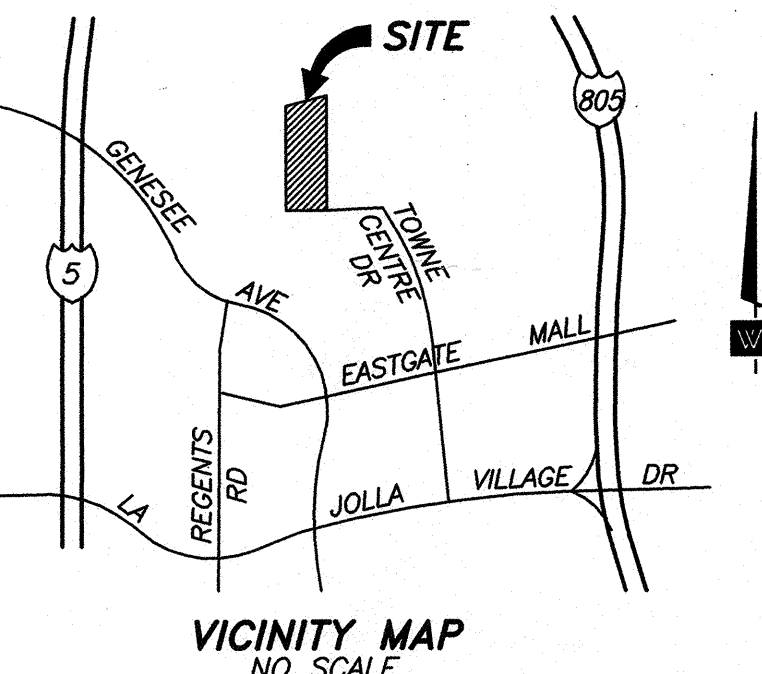 SITE
805
GENESEE
AVE
5
TOWNE
CENTRE
DR
EASTGATE MALL
REGENTS
RD
LA JOLLA VILLAGE DR
W
VICINITY MAP
NO SCALE